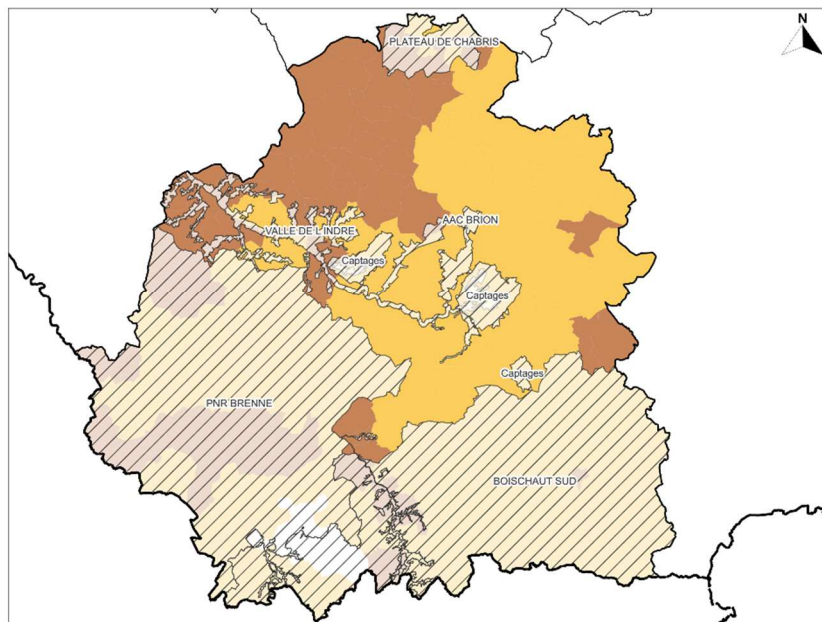 N
PLATEAU DE CHABRIS
AAC BRION
VALLE DE L INDRE
Captages
Captages
Captages
PNR BRENNE
BOISCHAUT SUD